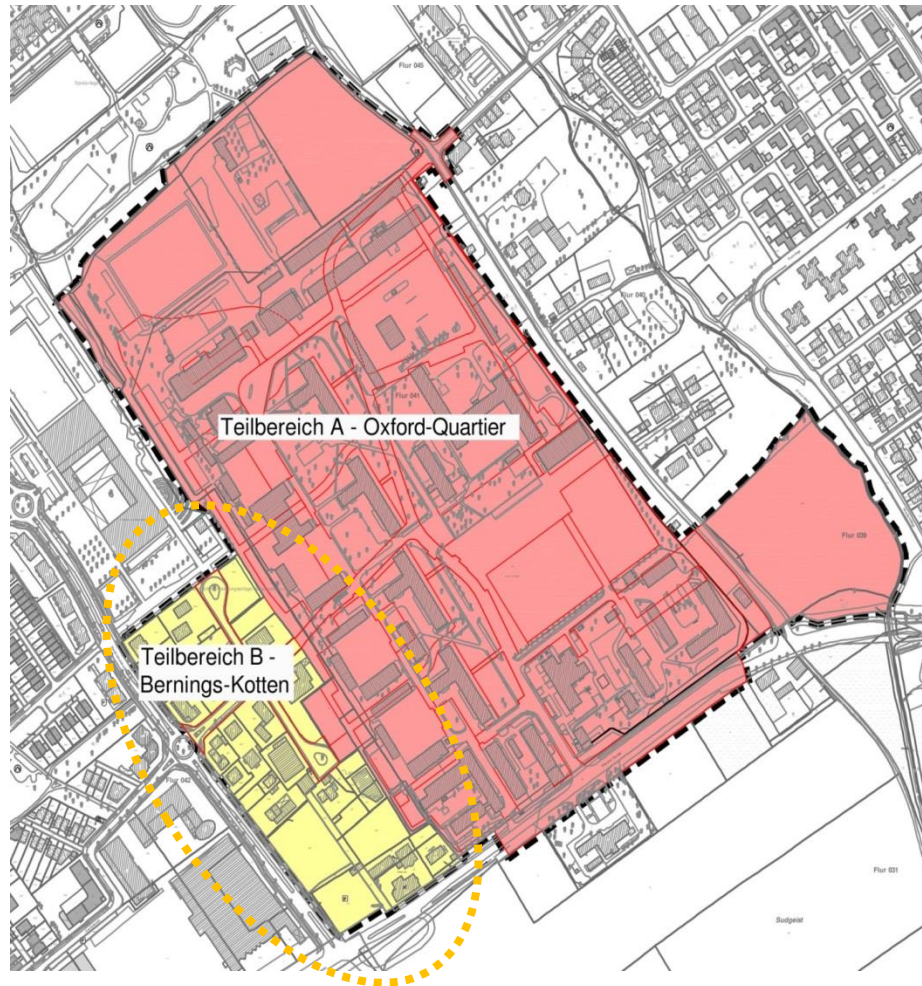 Flur 045
Flur 040
Flur 041
Teilbereich A - Oxford-Quartier
Flur 039
Teilbereich B -
Bernings-Kotten
Flur 042
Flur 031
Sudgeist